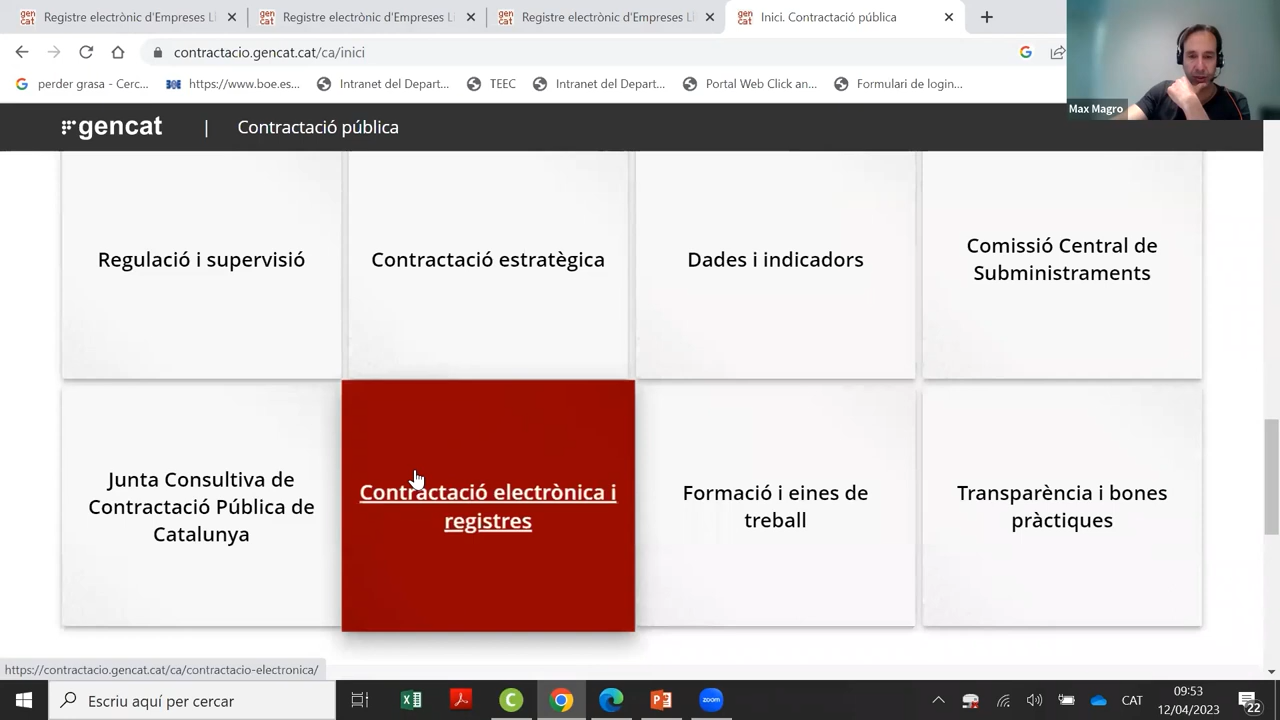 Registre electrònic d'Empreses Li
Registre electrònic d'Empreses Li
Registre electrònic d'Empreses Li
Inici. Contractació pública
contractacio.gencat.cat/ca/inici
perder grasa - Cerc...
https://www.boe.es...
Intranet del Depart...
TEEC
Intranet del Depart...
Portal Web Click an...
Formulari de login...
Max Magro
gencat | Contractació pública
Regulació i supervisió
Contractació estratègica
Dades i indicadors
Comissió Central de
Subministraments
Junta Consultiva de
Contractació Pública de
Catalunya
Contractació electrònica i
registres
Formació i eines de
treball
Transparència i bones
pràctiques
https://contractacio.gencat.cat/ca/contractacio-electronica/
Escriu aquí per cercar
zoom
CAT
09:53
12/04/2023
22